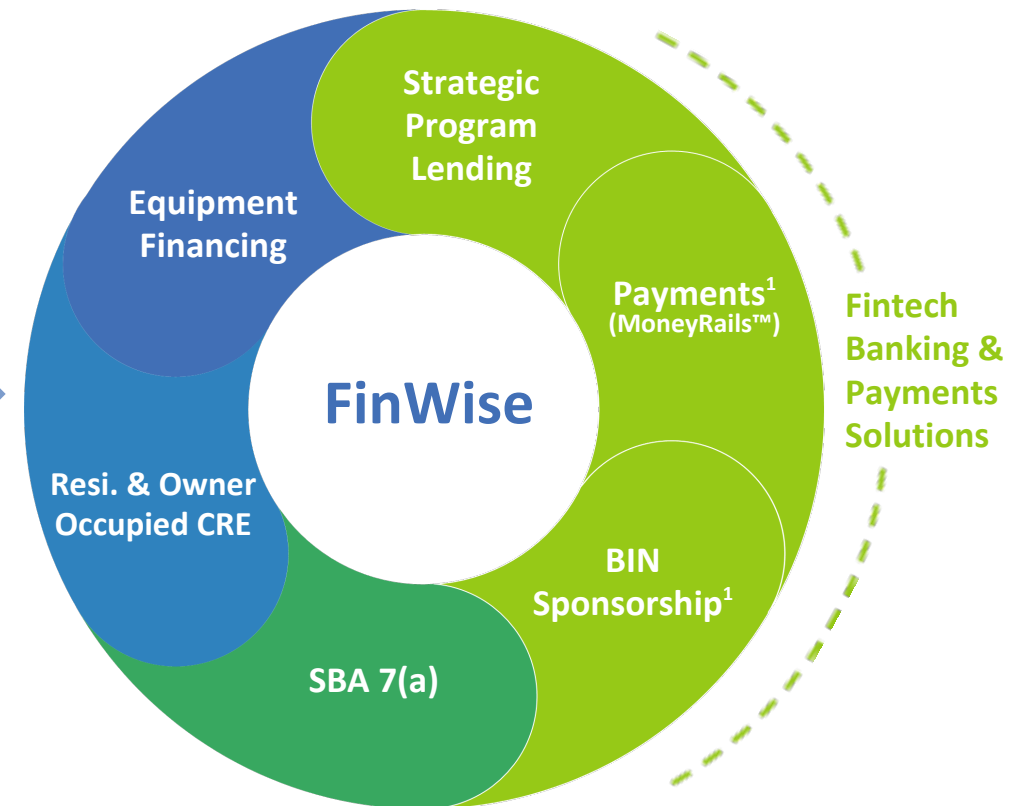 Strategic
Program
Lending
Equipment
Financing
Payments¹
(MoneyRails™)
Fintech
Banking &
Payments
Solutions
FinWise
Resi. & Owner
Occupied CRE
BIN
Sponsorship¹
SBA 7(a)